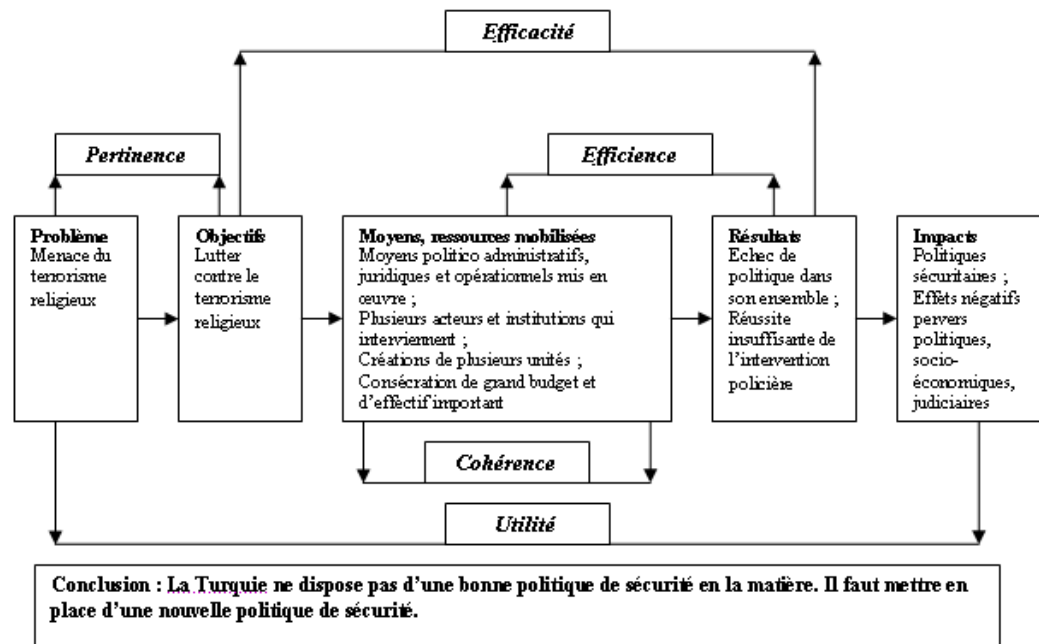 Efficacité
Pertinence
Efficience
Problème
Menace du
terrorisme
religieux
Objectifs
Lutter
contre le
terrorisme
religieux
Moyens, ressources mobilisées
Moyens politico administratifs,
juridiques et opérationnels mis en
œuvre ;
Plusieurs acteurs et institutions qui
interviennent ;
Créations de plusieurs unités ;
Consécration de grand budget et
d'effectif important
Résultats
Echec de
politique dans
son ensemble ;
Réussite
insuffisante de
l'intervention
policière
Impacts
Politiques
sécuritaires ;
Effets négatifs
pervers
politiques,
socio-
économiques,
judiciaires
Cohérence
Utilité
Conclusion : La Turquie ne dispose pas d'une bonne politique de sécurité en la matière. Il faut mettre en
place d'une nouvelle politique de sécurité.